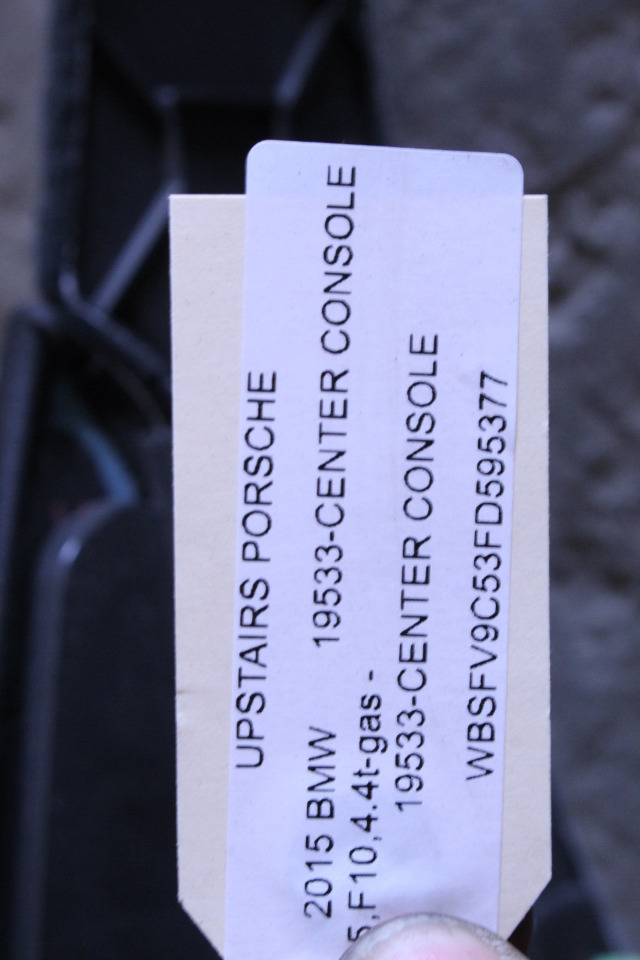 UPSTAIRS PORSCHE
2015 BMW 19533-CENTER CONSOLE
5,F10,4.4t-gas -
19533-CENTER CONSOLE
WBSFV9C53FD595377